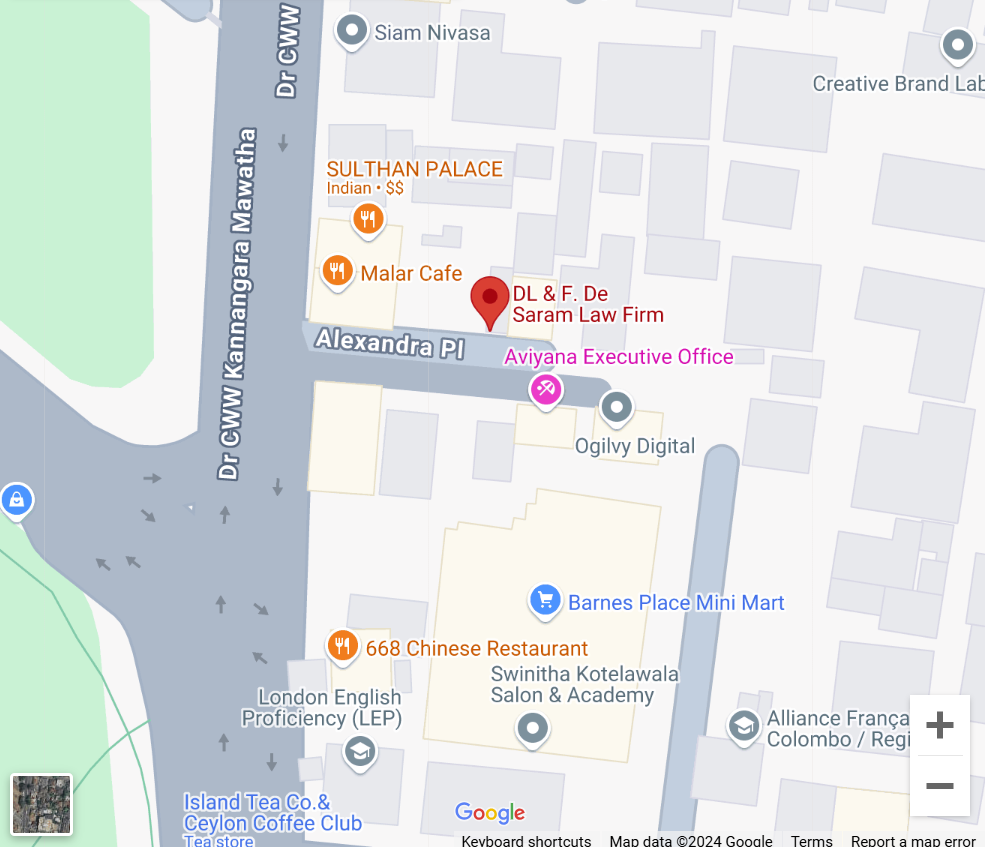 Dr CWW
Siam Nivasa
Creative Brand Lab
Dr CWW Kannangara Mawatha
SULTHAN PALACE
Indian • $$
Malar Cafe
DL & F. De
Saram Law Firm
Alexandra Pl
Aviyana Executive Office
Ogilvy Digital
Barnes Place Mini Mart
668 Chinese Restaurant
Swinitha Kotelawala
Salon & Academy
London English
Proficiency (LEP)
Alliance França
Colombo / Regi
Island Tea Co.&
Ceylon Coffee Club
Tea store
Google
Keyboard shortcuts
Map data ©2024 Google
Terms
Report a map error